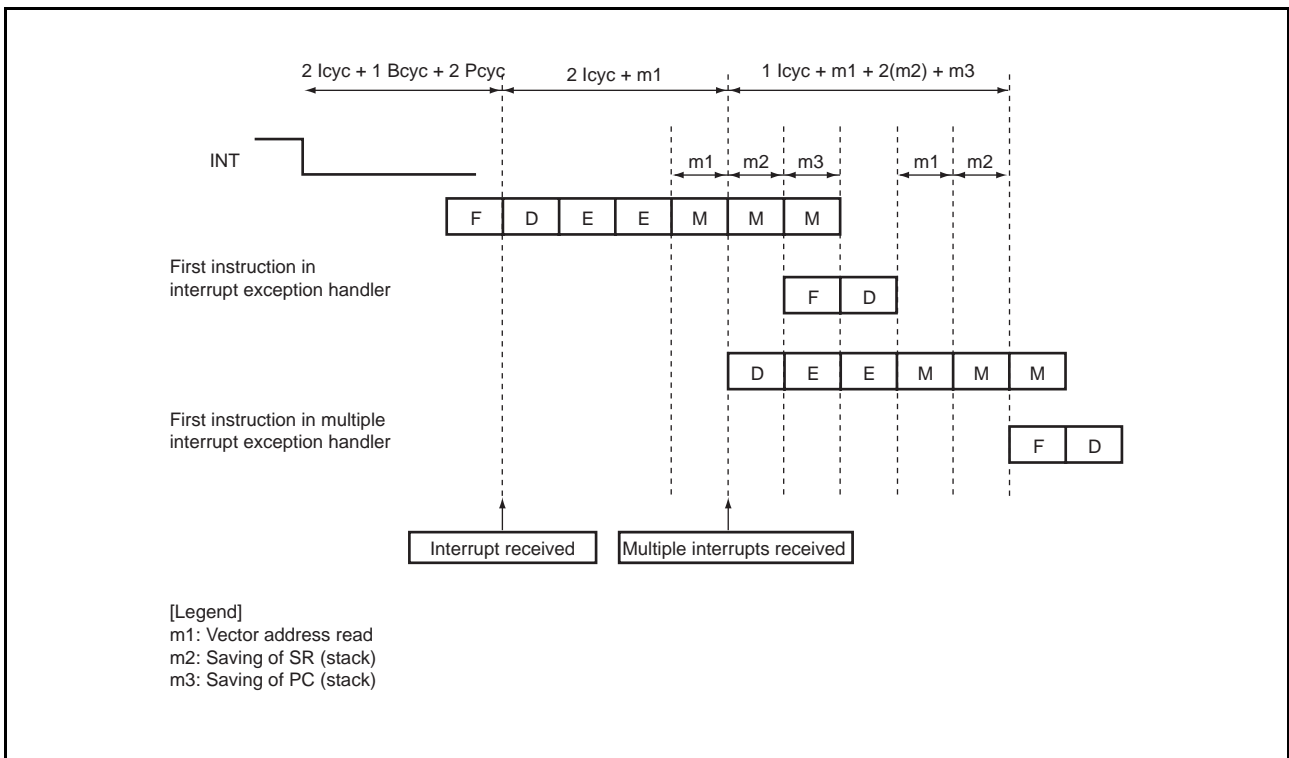 2 Icyc + 1 Bcyc + 2 Pcyc
2 Icyc + m1
1 Icyc + m1 + 2(m2) + m3
INT
m1 m2 m3 m1 m2
F D E E M M M
First instruction in
interrupt exception handler
F D
D E E M M M
First instruction in multiple
interrupt exception handler
F D
Interrupt received
Multiple interrupts received
[Legend]
m1: Vector address read
m2: Saving of SR (stack)
m3: Saving of PC (stack)